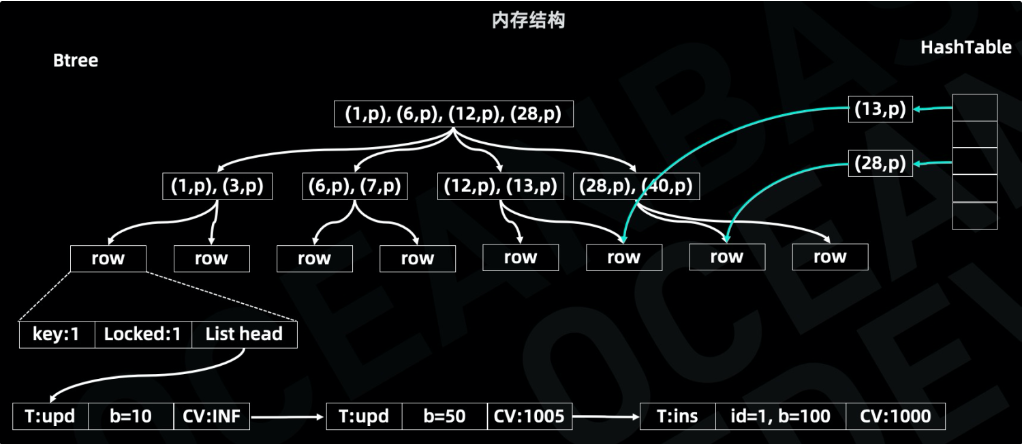 内存结构
Btree
HashTable
(1,p), (6,p), (12,p), (28,p)
(13,p)
(28,p)
(1,p), (3,p)
(6,p), (7,p)
(12,p), (13,p)
(28,p), (40,p)
row
row
row
row
row
row
row
row
key:1 Locked:1 List head
T:upd b=10 CV:INF
T:upd b=50 CV:1005
T:ins id=1, b=100 CV:1000